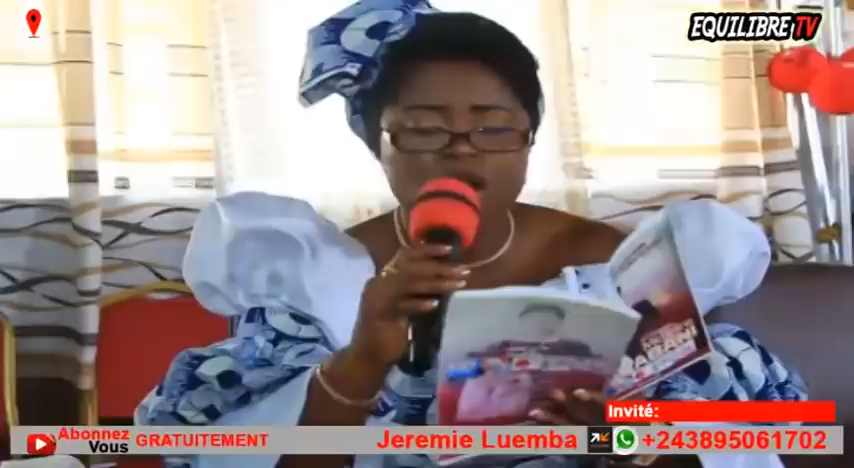 EQUILIBRE TV
Invité:
Abonnez
Vous
GRATUITEMENT
Jeremie Luemba
+243895061702